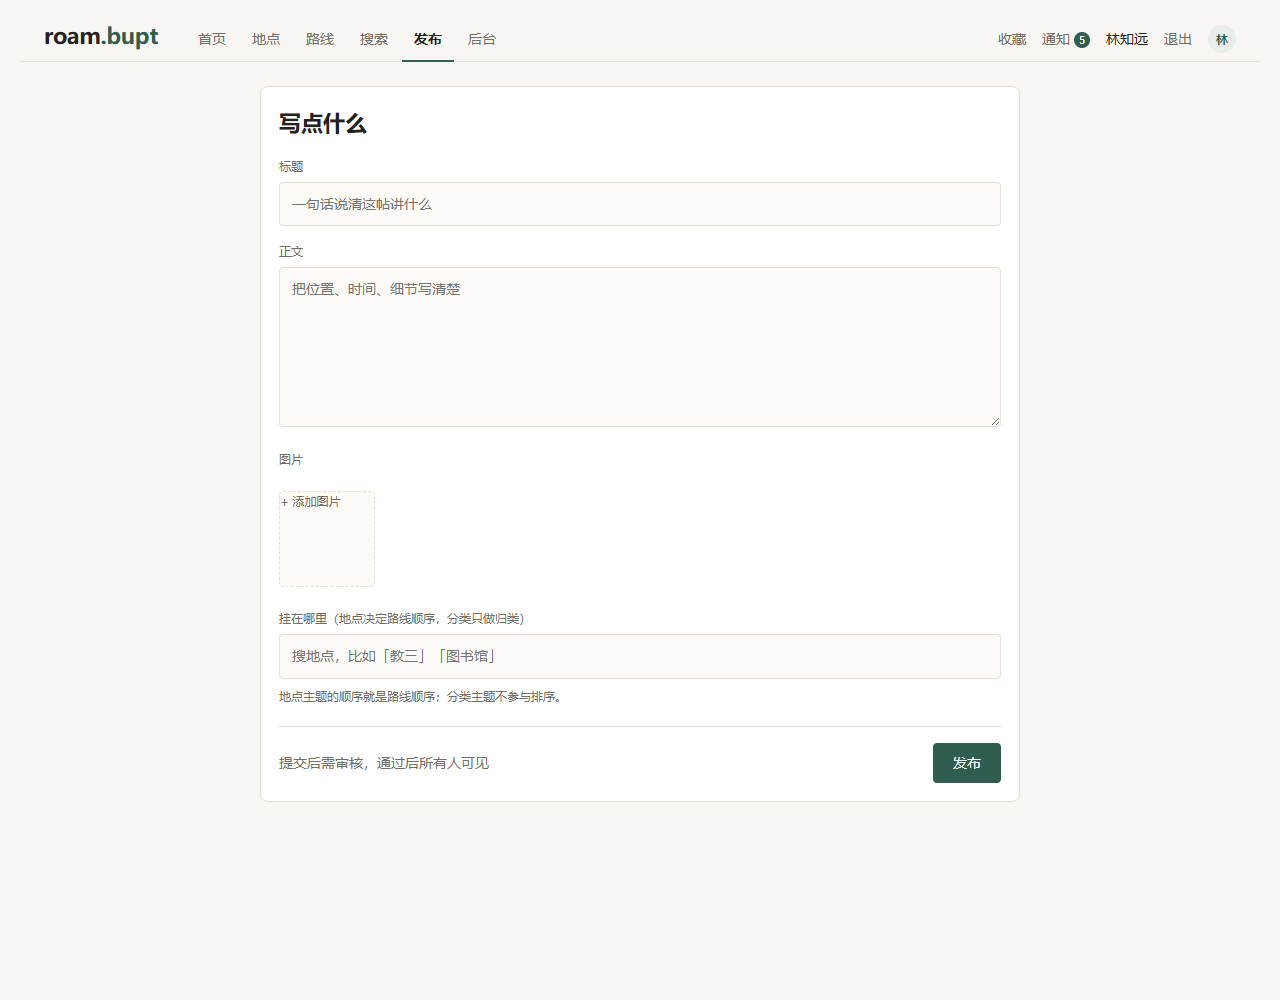 roam.bupt 首页 地点 路线 搜索 发布 后台 收藏 通知 5 林知远 退出 林
写点什么
标题
一句话说清这帖讲什么
正文
把位置、时间、细节写清楚
图片
+ 添加图片
挂在哪里（地点决定路线顺序，分类只做归类）
搜地点，比如「教三」「图书馆」
地点主题的顺序就是路线顺序；分类主题不参与排序。
提交后需审核，通过后所有人可见 发布